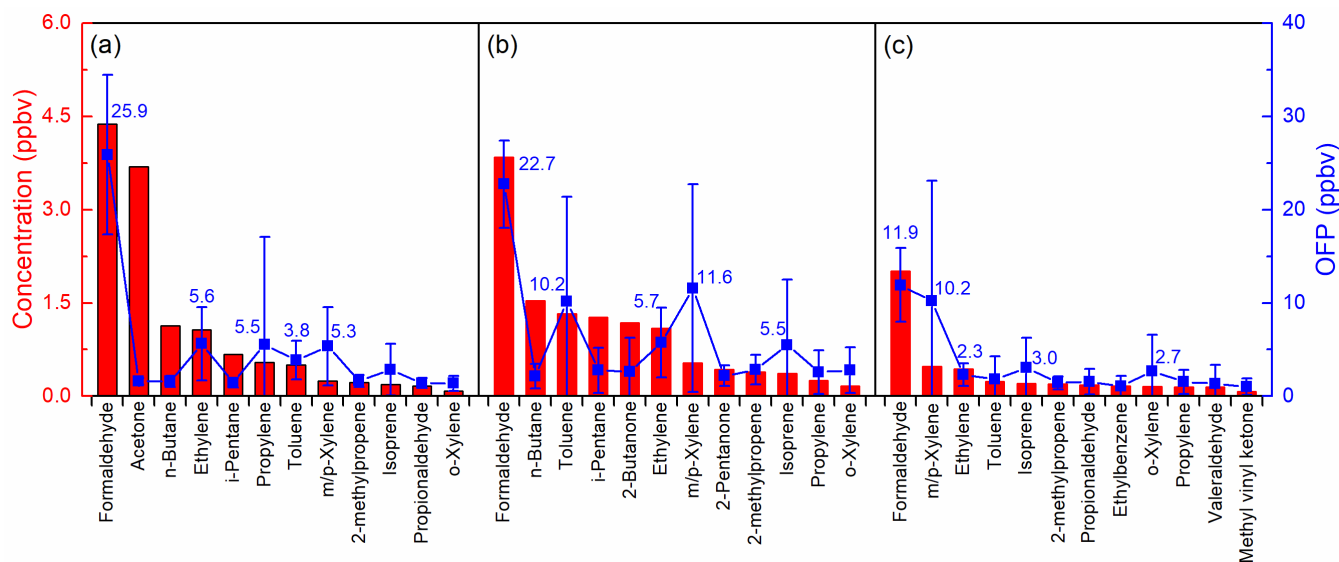 6.0
4.5
3.0
1.5
0.0
Concentration (ppbv)
(a)
25.9
5.6
5.5
3.8
5.3
Formaldehyde
Acetone
n-Butane
Ethylene
i-Pentane
Propylene
Toluene
m/p-Xylene
2-methylpropene
Isoprene
Propionaldehyde
o-Xylene
(b)
22.7
10.2
5.7
11.6
5.5
Formaldehyde
n-Butane
Toluene
i-Pentane
2-Butanone
Ethylene
m/p-Xylene
2-Pentanone
2-methylpropene
Isoprene
Propylene
o-Xylene
(c)
11.9
10.2
2.3
3.0
2.7
Formaldehyde
m/p-Xylene
Ethylene
Toluene
Isoprene
2-methylpropene
Propionaldehyde
Ethylbenzene
o-Xylene
Propylene
Valeraldehyde
Methyl vinyl ketone
40
30
20
10
0
OFP (ppbv)